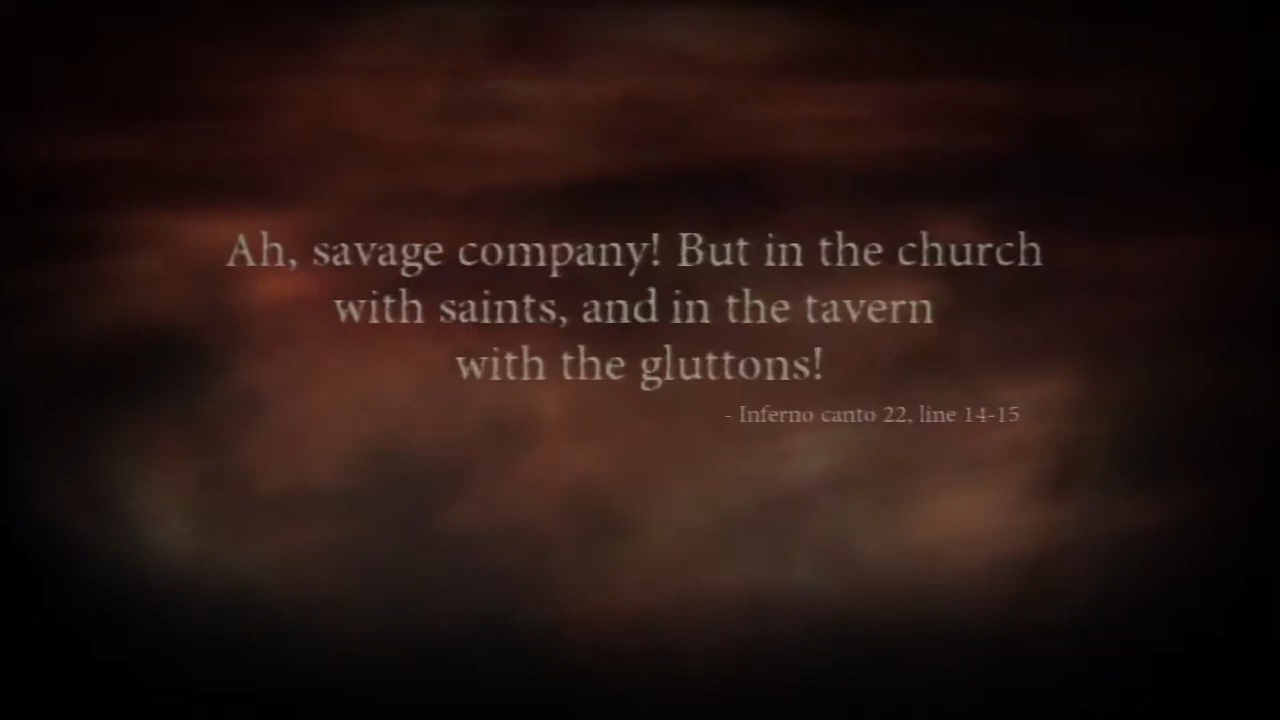 Ah, savage company! But in the church
with saints, and in the tavern
with the gluttons!
- Inferno canto 22, line 14-15